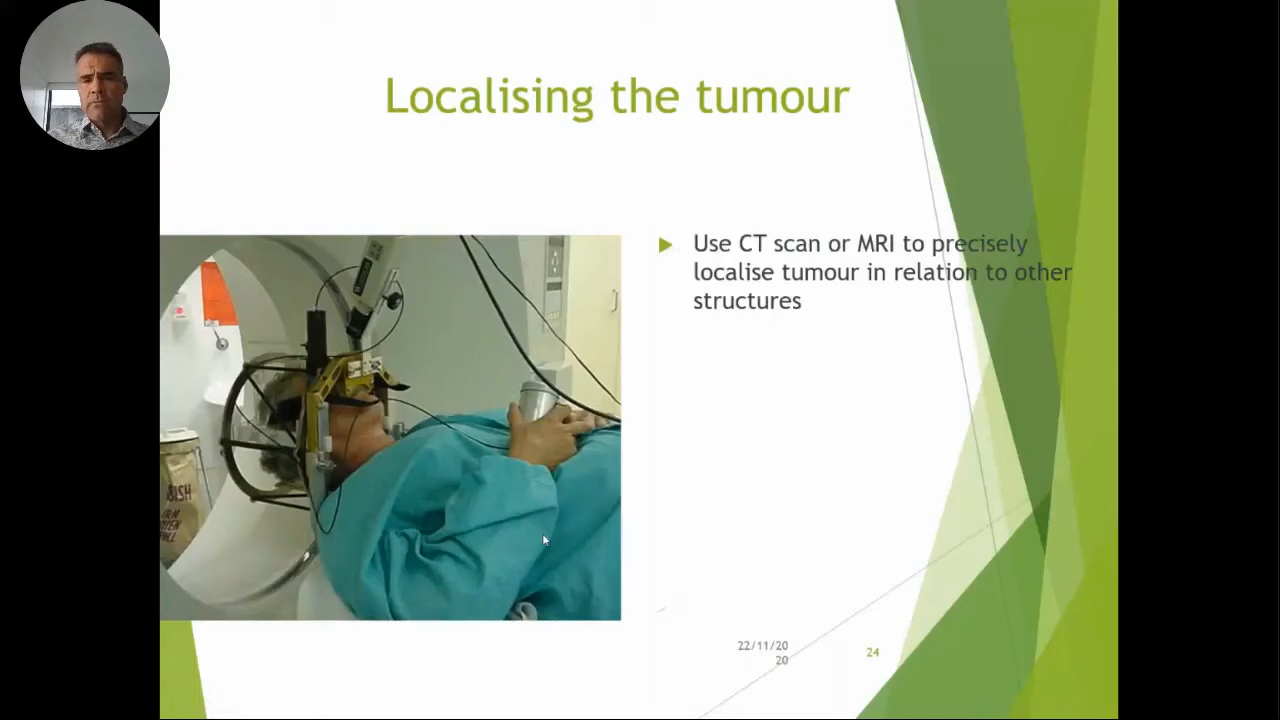 Localising the tumour
Use CT scan or MRI to precisely
localise tumour in relation to other
structures
22/11/20
20
24